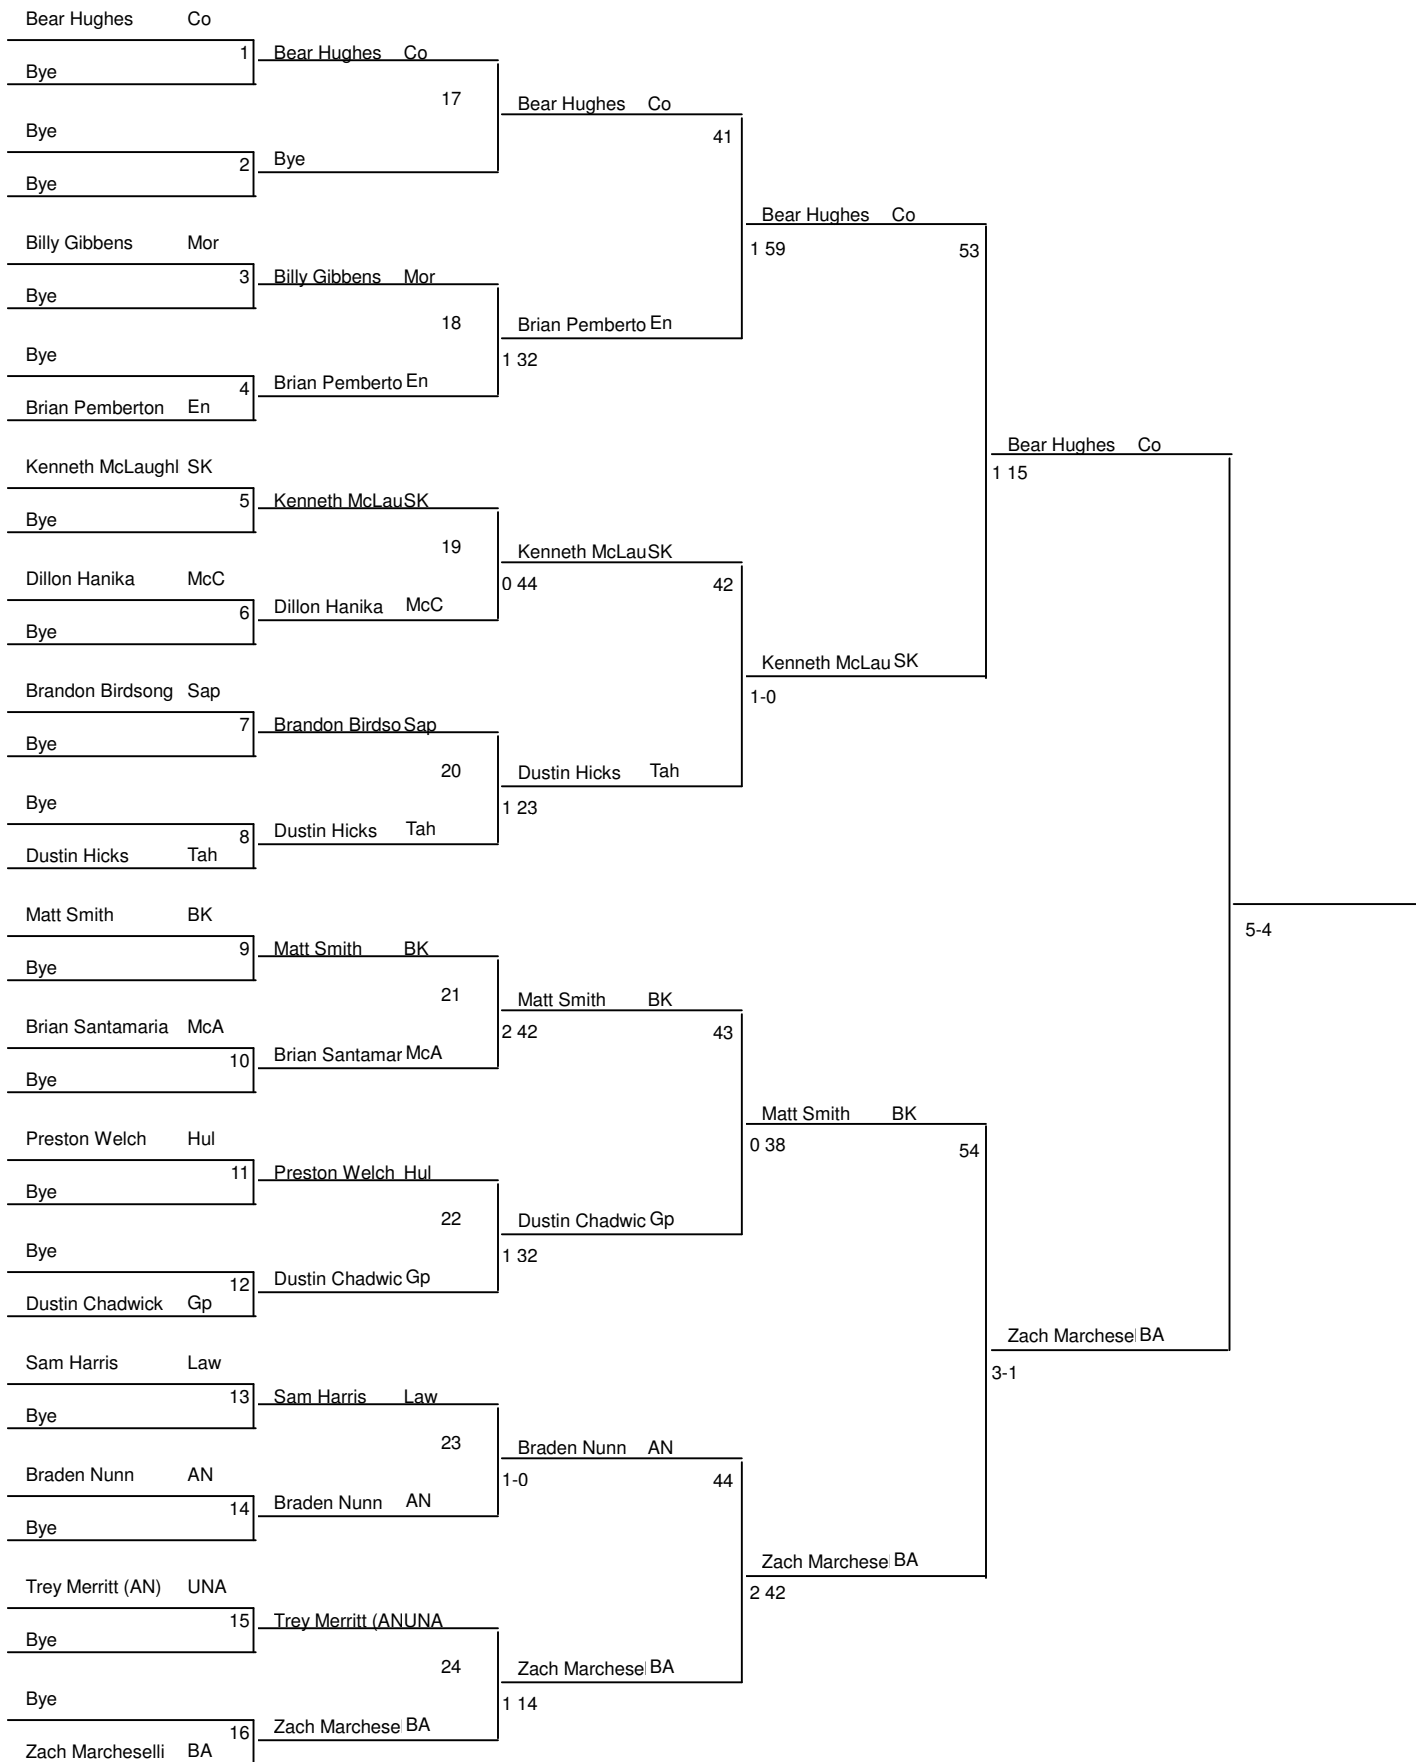 Bear Hughes Co
1
Bear Hughes Co
Bye
17
Bear Hughes Co
Bye
41
2
Bye
Bye
Bear Hughes Co
1 59
53
Billy Gibbens Mor
3
Billy Gibbens Mor
Bye
18
Brian Pemberto En
1 32
Bye
4
Brian Pemberto En
Brian Pemberton En
Bear Hughes Co
1 15
Kenneth McLaughl SK
5
Kenneth McLau SK
Bye
19
Kenneth McLau SK
0 44
42
Dillon Hanika McC
6
Dillon Hanika McC
Bye
Kenneth McLau SK
1-0
Brandon Birdsong Sap
7
Brandon Birdso Sap
Bye
20
Dustin Hicks Tah
1 23
Bye
8
Dustin Hicks Tah
Dustin Hicks Tah
5-4
Matt Smith BK
9
Matt Smith BK
Bye
21
Matt Smith BK
2 42
43
Brian Santamaria McA
10
Brian Santamar McA
Bye
Matt Smith BK
0 38
54
Preston Welch Hul
11
Preston Welch Hul
Bye
22
Dustin Chadwic Gp
1 32
Bye
12
Dustin Chadwic Gp
Dustin Chadwick Gp
Zach Marchesel BA
3-1
Sam Harris Law
13
Sam Harris Law
Bye
23
Braden Nunn AN
1-0
44
Braden Nunn AN
14
Braden Nunn AN
Bye
Zach Marchesel BA
2 42
Trey Merritt (AN) UNA
15
Trey Merritt (AN UNA
Bye
24
Zach Marchesel BA
1 14
Bye
16
Zach Marchesel BA
Zach Marcheselli BA